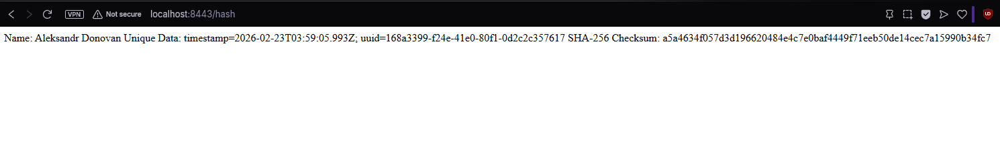 VPN Not secure localhost:8443/hash
Name: Aleksandr Donovan Unique Data: timestamp=2026-02-23T03:59:05.993Z; uuid=168a3399-f24e-41e0-80f1-0d2c2c357617 SHA-256 Checksum: a5a4634f057d3d196620484e4c7e0baf4449f71eeb50de14cec7a15990b34fc7